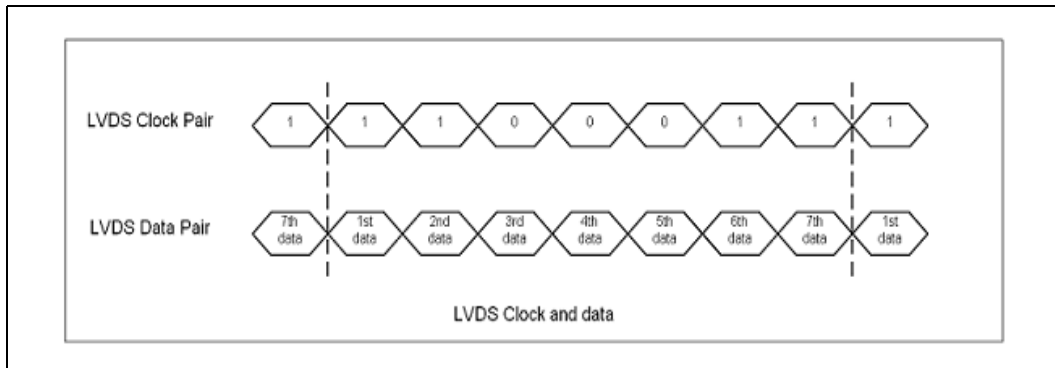 LVDS Clock Pair 1 1 1 0 0 0 1 1 1
LVDS Data Pair 7th data 1st data 2nd data 3rd data 4th data 5th data 6th data 7th data 1st data
LVDS Clock and data